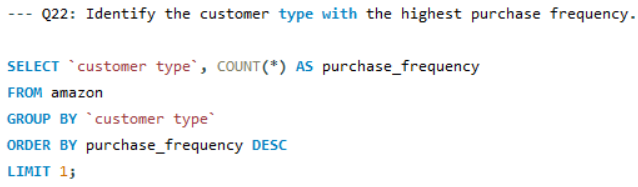 --- Q22: Identify the customer type with the highest purchase frequency.
SELECT `customer type`, COUNT(*) AS purchase_frequency
FROM amazon
GROUP BY `customer type`
ORDER BY purchase_frequency DESC
LIMIT 1;